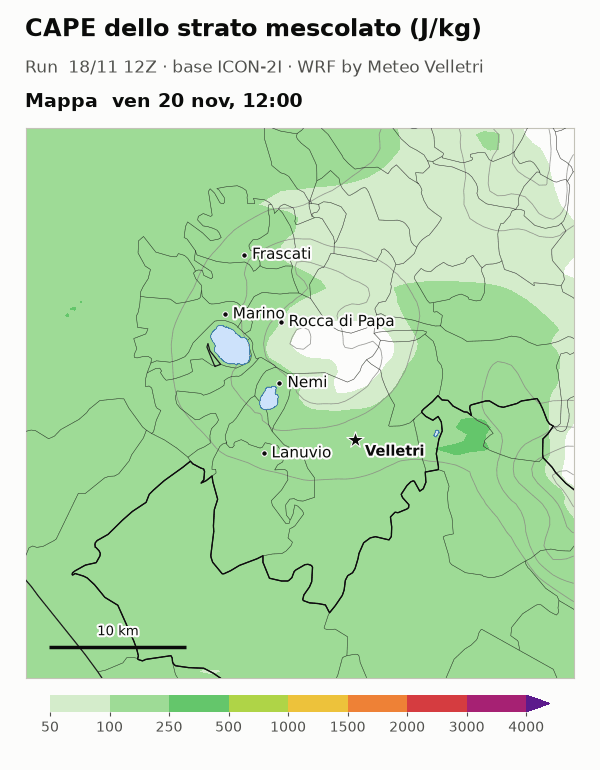 CAPE dello strato mescolato (J/kg)
Run  18/11 12Z · base ICON-2I · WRF by Meteo Velletri
Mappa  ven 20 nov, 12:00
Frascati
Marino
Rocca di Papa
Nemi
Velletri
Lanuvio
10 km
50 100 250 500 1000 1500 2000 3000 4000